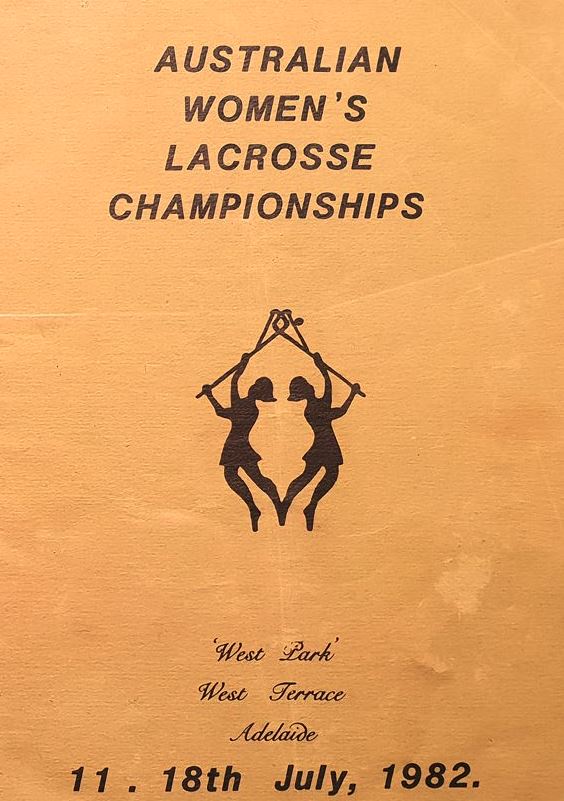 AUSTRALIAN
WOMEN'S
LACROSSE
CHAMPIONSHIPS
'West Park'
West Terrace
Adelaide
11 . 18th July, 1982.